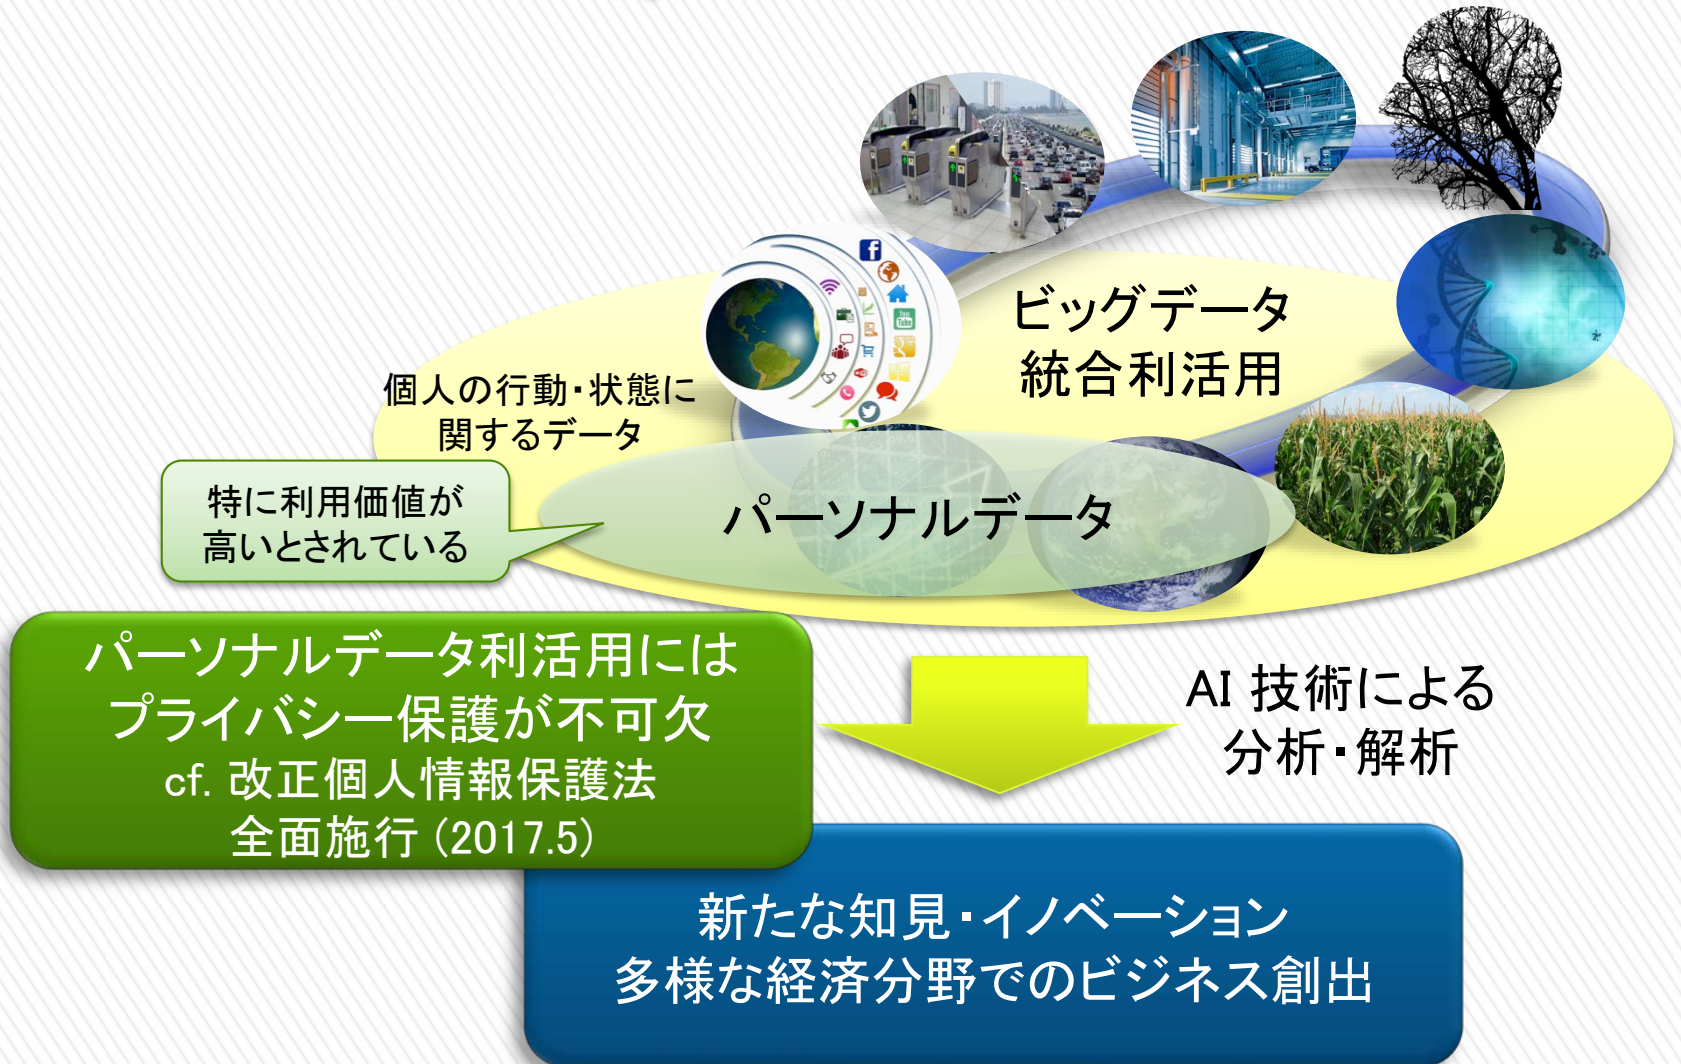 ビッグデータ
統合利活用
個人の行動・状態に
関するデータ
特に利用価値が
高いとされている
パーソナルデータ
パーソナルデータ利活用には
プライバシー保護が不可欠
cf. 改正個人情報保護法
全面施行 (2017.5)
AI 技術による
分析・解析
新たな知見・イノベーション
多様な経済分野でのビジネス創出
You
Tube
f